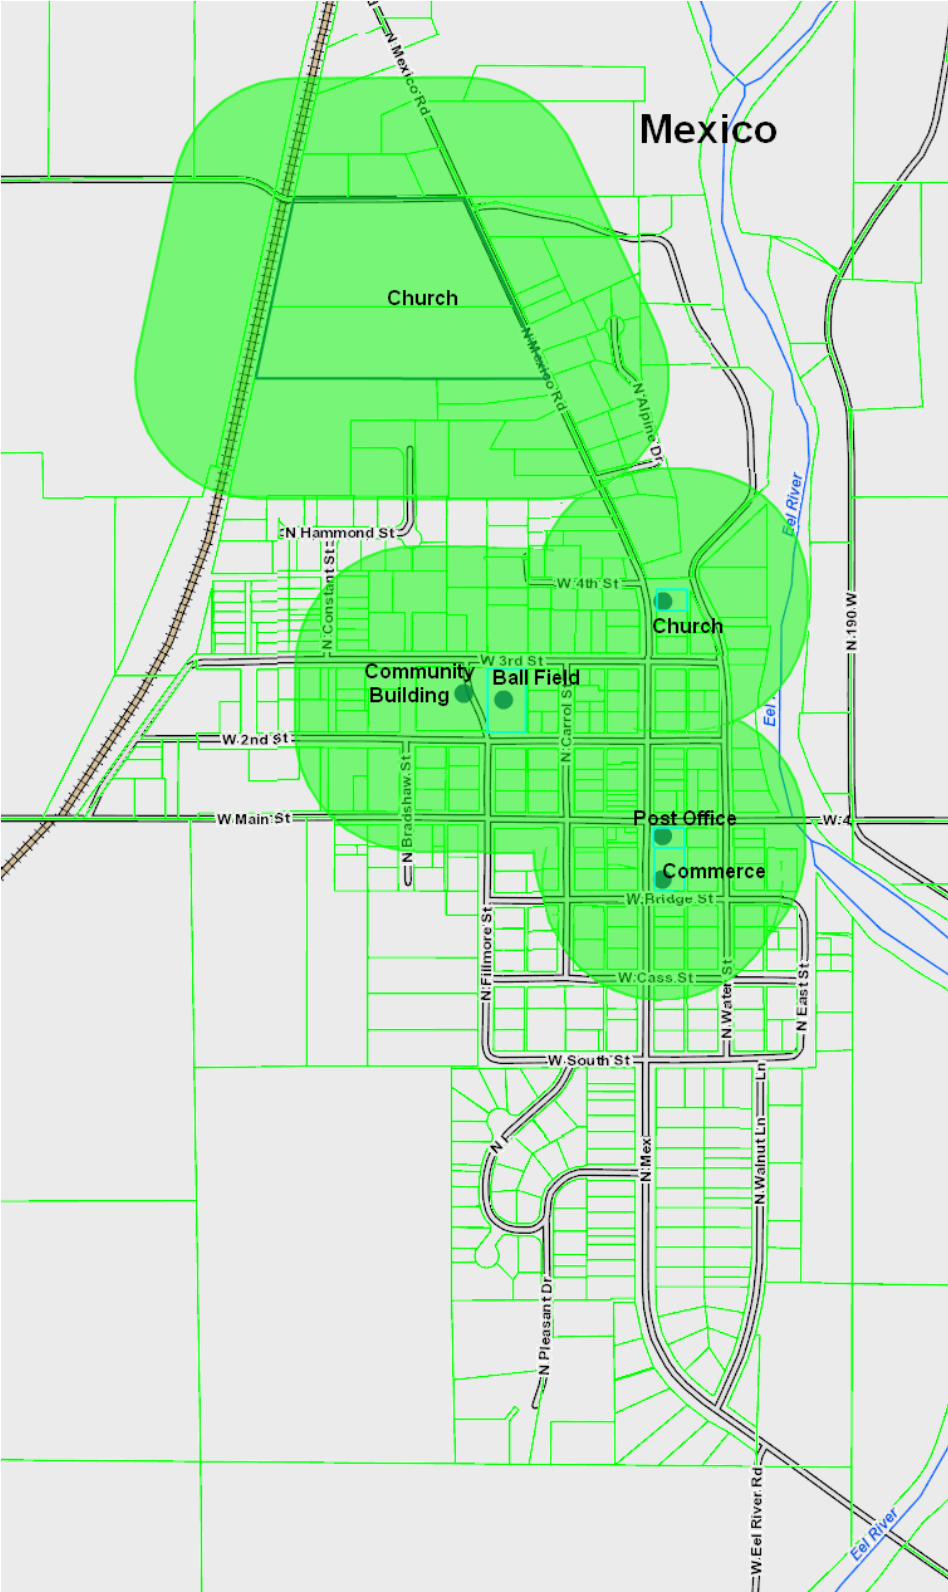 N Mexico Rd
Mexico
Church
N Mexico Rd
N Alpine Dr
Eel River
N Hammond St
N Constant St
W 4th St
N 190 W
Church
W 3rd St
Community
Building
Ball Field
N Carrol S
Eel
W 2nd St
N Bradshaw St
W Main St
Post Office
W 4
Commerce
W Bridge St
N Fillmore St
W Cass St
N Water St
N East St
W South St
Ln
N Mex
N Walnut Ln
N Pleasant Dr
W Eel River Rd
Eel River